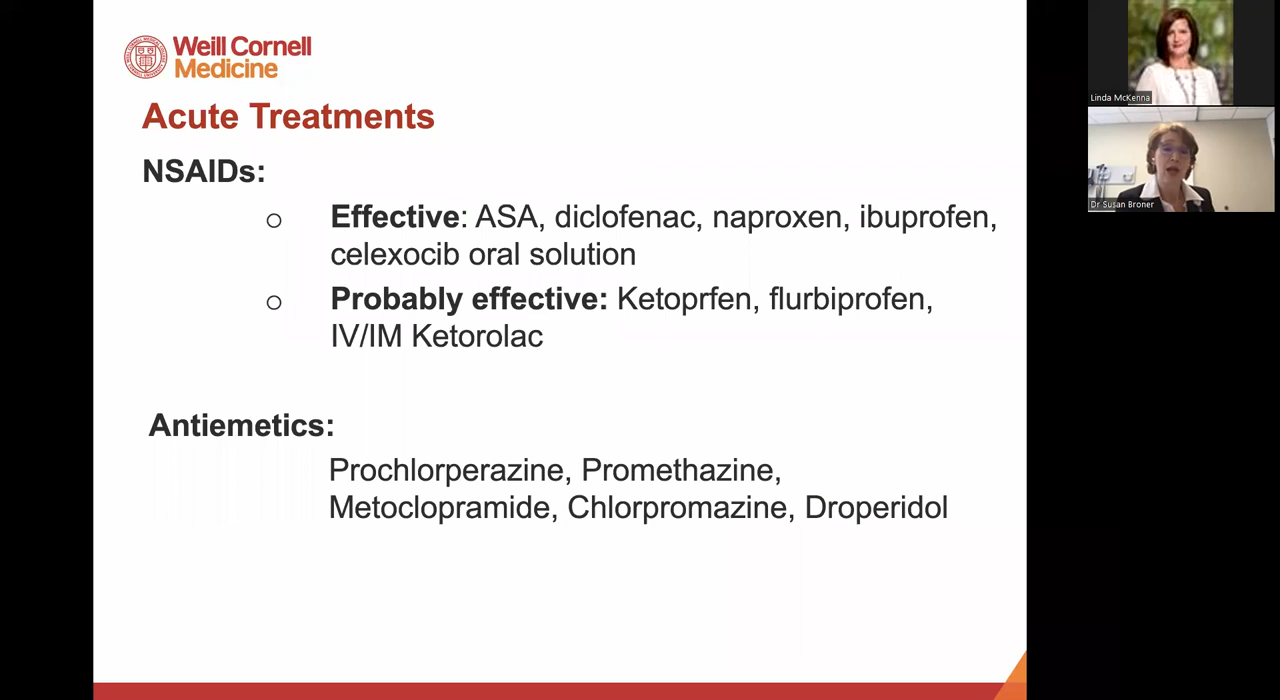 Weill Cornell
Medicine
Acute Treatments
NSAIDs:
○ Effective: ASA, diclofenac, naproxen, ibuprofen,
celexocib oral solution
○ Probably effective: Ketoprfen, flurbiprofen,
IV/IM Ketorolac
Antiemetics:
Prochlorperazine, Promethazine,
Metoclopramide, Chlorpromazine, Droperidol
Linda McKenna
Dr Susan Broner